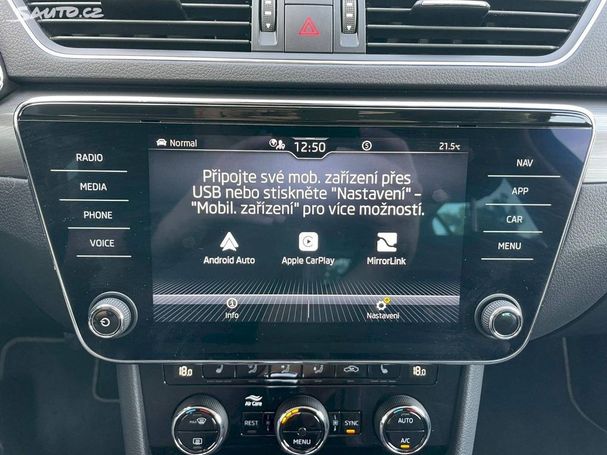 SAUTO.CZ
Normal
12:50
S
21.5°C
RADIO
MEDIA
PHONE
VOICE
NAV
APP
CAR
MENU
Připojte své mob. zařízení přes
USB nebo stiskněte "Nastavení" –
"Mobil. zařízení" pro více možností.
Android Auto
Apple CarPlay
MirrorLink
Info
Nastavení
18.0
18.0
Air Care
REST
MENU
SYNC
AUTO
A/C